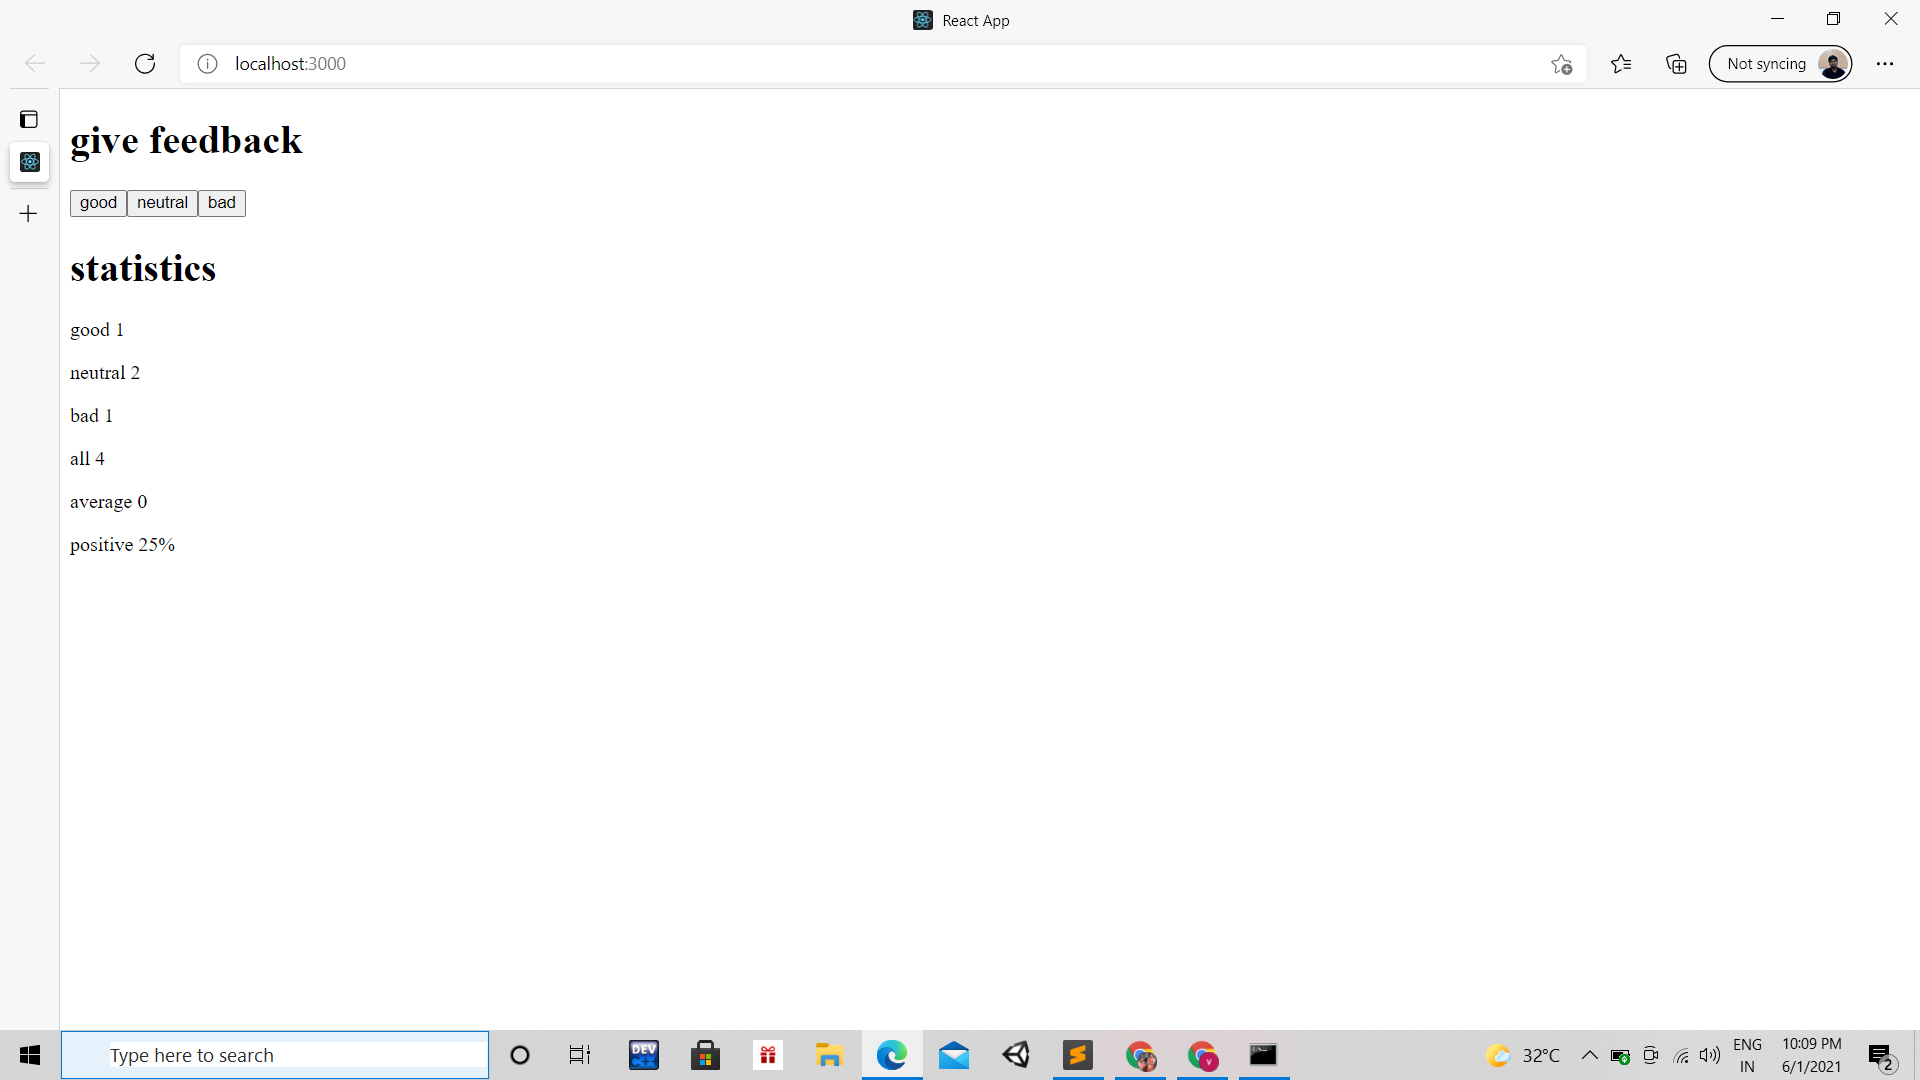 React App
localhost:3000
Not syncing
give feedback
good neutral bad
statistics
good 1
neutral 2
bad 1
all 4
average 0
positive 25%
Type here to search
DEV
C++
V
32°C
ENG
IN
10:09 PM
6/1/2021
2